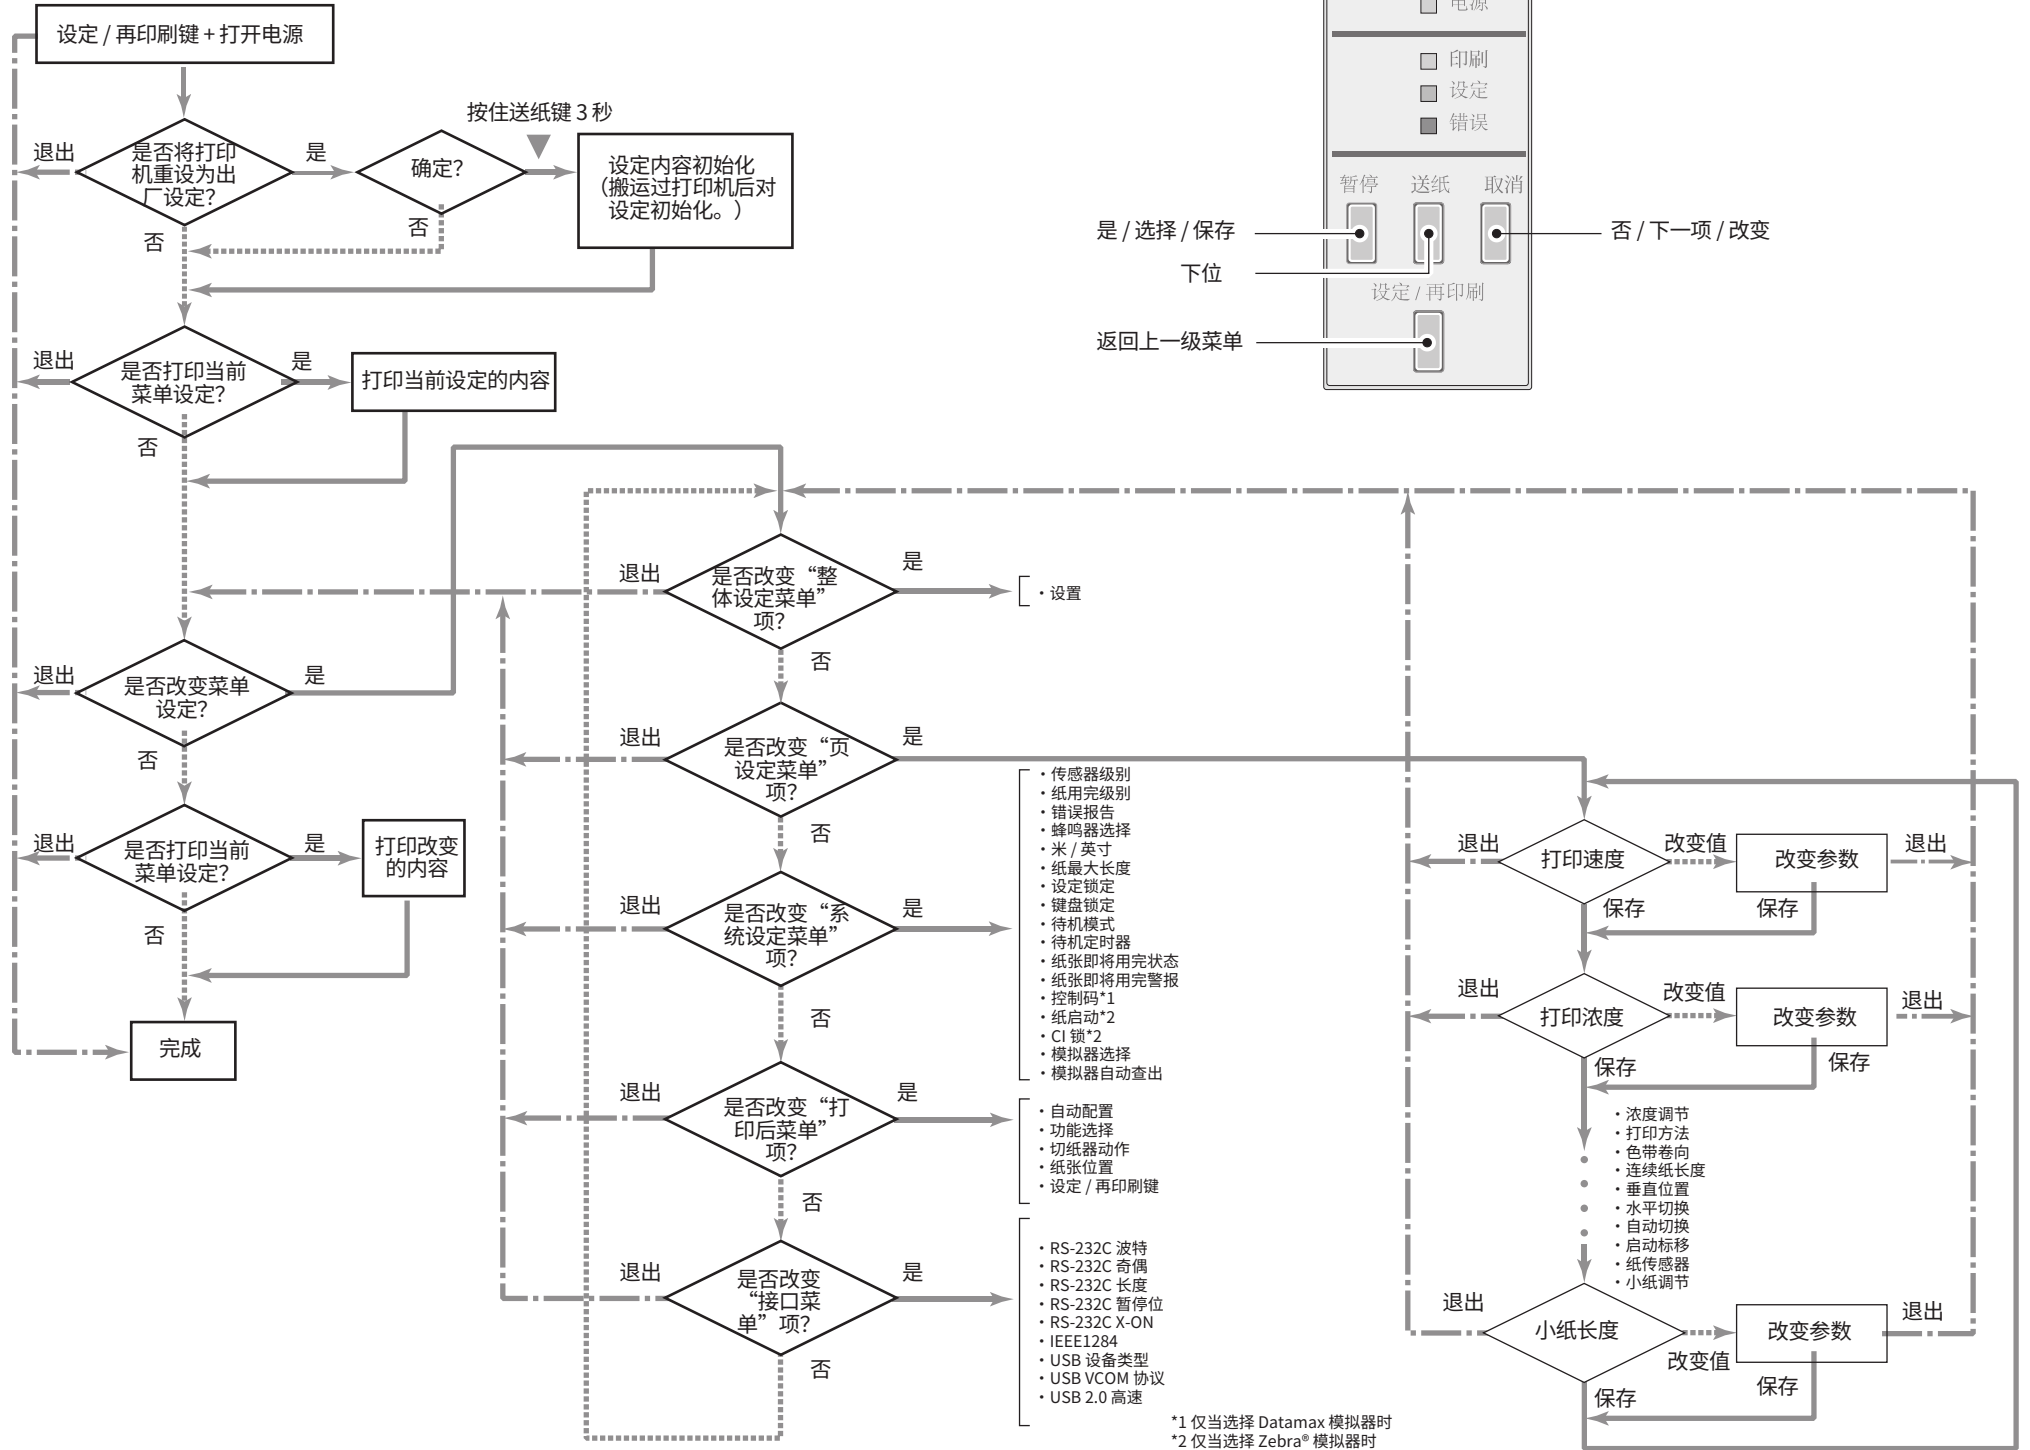 设定 / 再印刷键 + 打开电源
退出
是否将打印
机重设为出
厂设定?
是
确定?
按住送纸键 3 秒
设定内容初始化
（搬运过打印机后对
设定初始化。）
否
否
退出
是否打印当前
菜单设定?
是
打印当前设定的内容
否
退出
是否改变菜单
设定?
是
否
退出
是否打印当前
菜单设定?
是
打印改变
的内容
否
完成
电源
印刷
设定
错误
暂停 送纸 取消
是 / 选择 / 保存
否 / 下一项 / 改变
下位
设定 / 再印刷
返回上一级菜单
退出
是否改变“整
体设定菜单”
项?
是
・设置
否
退出
是否改变“页
设定菜单”
项?
是
否
退出
是否改变“系
统设定菜单”
项?
是
・传感器级别
・纸用完级别
・错误报告
・蜂鸣器选择
・米 / 英寸
・纸最大长度
・设定锁定
・键盘锁定
・待机模式
・待机定时器
・纸张即将用完状态
・纸张即将用完警报
・控制码*1
・纸启动*2
・CI 锁*2
・模拟器选择
・模拟器自动查出
否
退出
是否改变“打
印后菜单”
项?
是
・自动配置
・功能选择
・切纸器动作
・纸张位置
・设定 / 再印刷键
否
退出
是否改变
“接口菜
单”项?
是
・RS-232C 波特
・RS-232C 奇偶
・RS-232C 长度
・RS-232C 暂停位
・RS-232C X-ON
・IEEE1284
・USB 设备类型
・USB VCOM 协议
・USB 2.0 高速
否
退出
打印速度
改变值
改变参数
退出
保存
保存
退出
打印浓度
改变值
改变参数
退出
保存
保存
・浓度调节
・打印方法
・色带卷向
・连续纸长度
・垂直位置
・水平切换
・自动切换
・启动标移
・纸传感器
・小纸调节
退出
小纸长度
改变值
改变参数
退出
保存
保存
*1 仅当选择 Datamax 模拟器时
*2 仅当选择 Zebra® 模拟器时